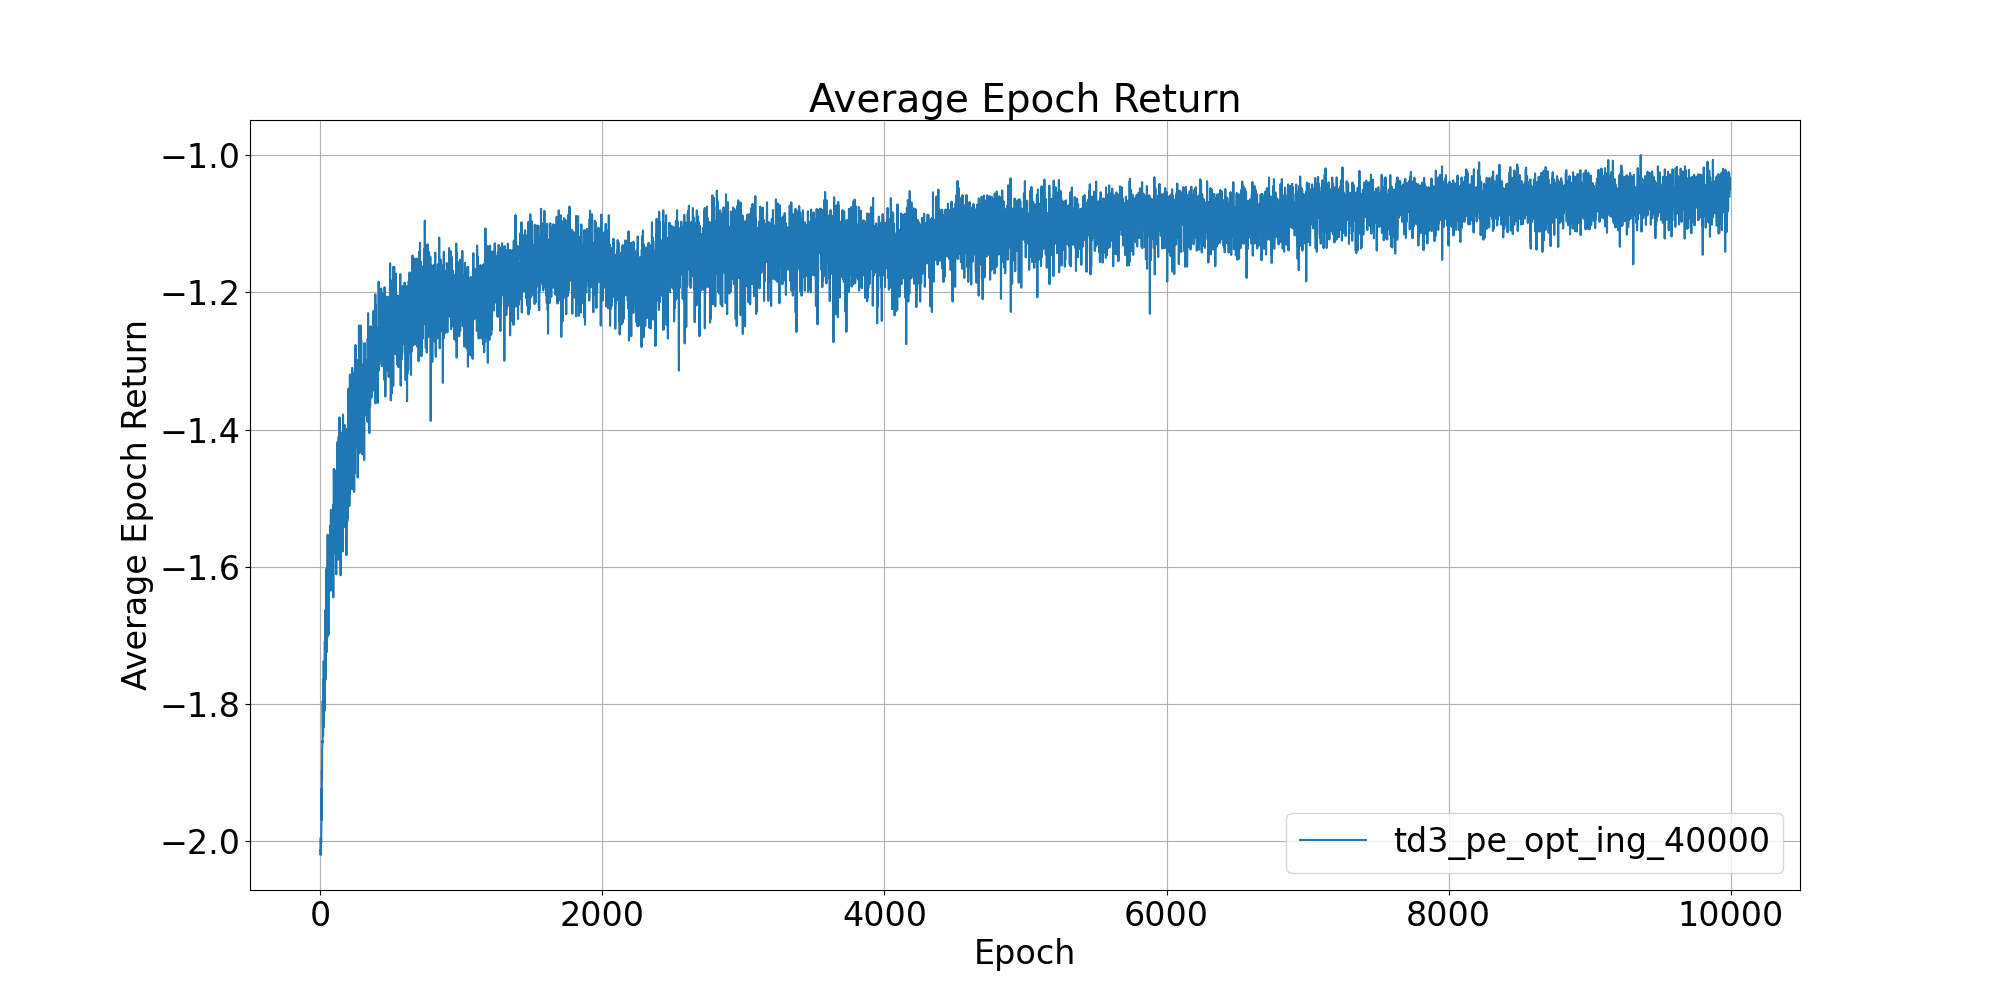 Average Epoch Return
Average Epoch Return
−1.0
−1.2
−1.4
−1.6
−1.8
−2.0
0 2000 4000 6000 8000 10000
Epoch
td3_pe_opt_ing_40000